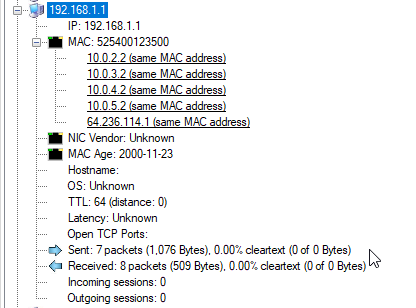 192.168.1.1
IP: 192.168.1.1
MAC: 525400123500
10.0.2.2 (same MAC address)
10.0.3.2 (same MAC address)
10.0.4.2 (same MAC address)
10.0.5.2 (same MAC address)
64.236.114.1 (same MAC address)
NIC Vendor: Unknown
MAC Age: 2000-11-23
Hostname:
OS: Unknown
TTL: 64 (distance: 0)
Latency: Unknown
Open TCP Ports:
Sent: 7 packets (1,076 Bytes), 0.00% cleartext (0 of 0 Bytes)
Received: 8 packets (509 Bytes), 0.00% cleartext (0 of 0 Bytes)
Incoming sessions: 0
Outgoing sessions: 0